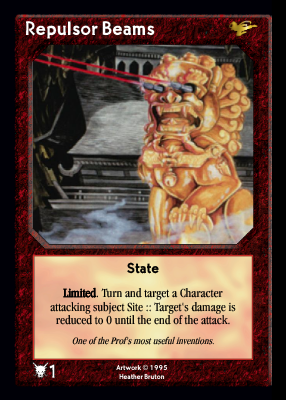 Repulsor Beams
State
Limited. Turn and target a Character
attacking subject Site :: Target's damage is
reduced to 0 until the end of the attack.
One of the Prof's most useful inventions.
1
Artwork © 1995
Heather Bruton